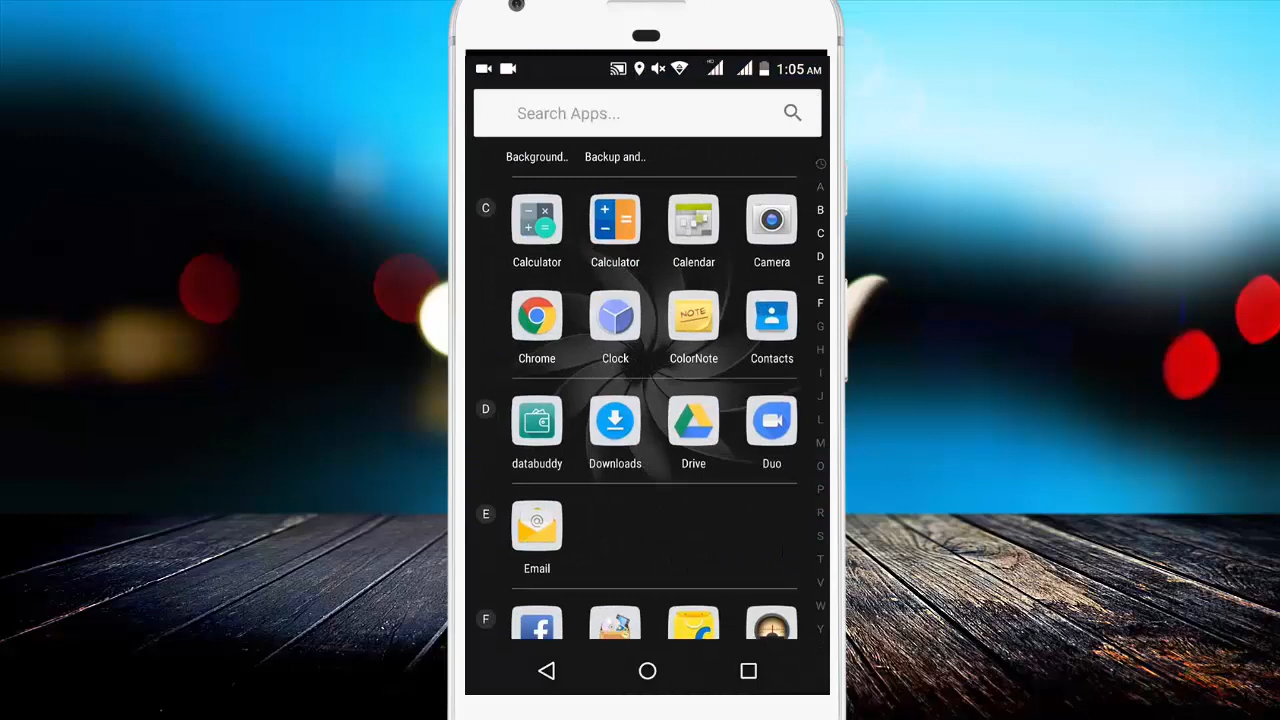 1:05 AM
Search Apps...
Background.. Backup and..
C
Calculator Calculator Calendar Camera
NOTE
Chrome Clock ColorNote Contacts
D
databuddy Downloads Drive Duo
E
@
Email
F
A
B
C
D
E
F
G
H
I
J
L
M
O
P
R
S
T
V
W
Y